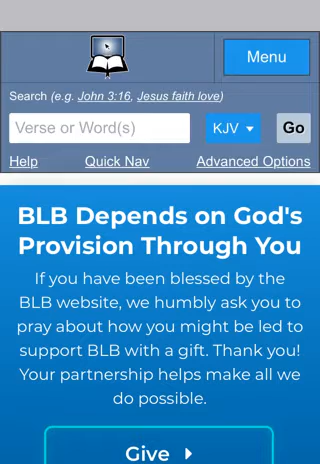 Menu
Search (e.g. John 3:16, Jesus faith love)
Verse or Word(s)
KJV
Go
Help Quick Nav Advanced Options
BLB Depends on God's
Provision Through You
If you have been blessed by the
BLB website, we humbly ask you to
pray about how you might be led to
support BLB with a gift. Thank you!
Your partnership helps make all we
do possible.
Give